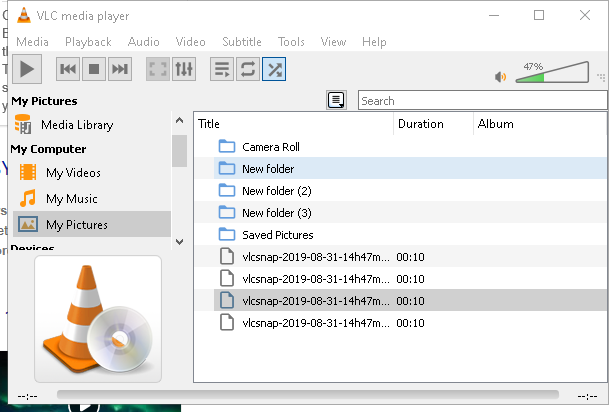 VLC media player
Media Playback Audio Video Subtitle Tools View Help
47%
My Pictures
Media Library
My Computer
My Videos
My Music
My Pictures
Devices
Search
Title Duration Album
Camera Roll
New folder
New folder (2)
New folder (3)
Saved Pictures
vlcsnap-2019-08-31-14h47m... 00:10
vlcsnap-2019-08-31-14h47m... 00:10
vlcsnap-2019-08-31-14h47m... 00:10
vlcsnap-2019-08-31-14h47m... 00:10
--:-- --:--